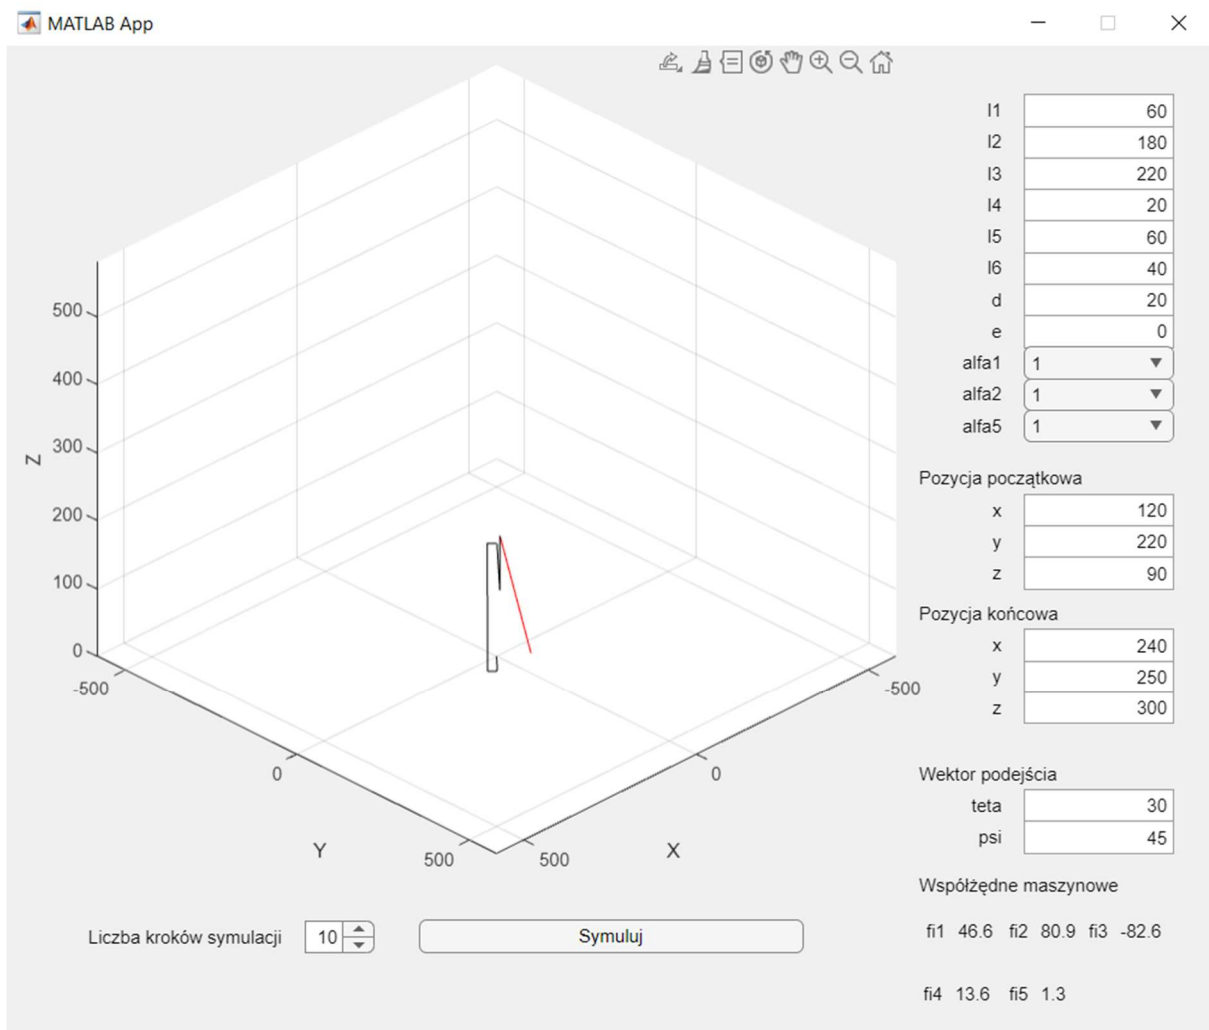 MATLAB App
l1 60
l2 180
l3 220
l4 20
l5 60
l6 40
d 20
e 0
alfa1 1
alfa2 1
alfa5 1
Pozycja początkowa
x 120
y 220
z 90
Pozycja końcowa
x 240
y 250
z 300
Wektor podejścia
teta 30
psi 45
Współżędne maszynowe
fi1 46.6 fi2 80.9 fi3 -82.6
fi4 13.6 fi5 1.3
500
400
300
200
100
0
Z
-500
0
500
Y
500
0
-500
X
Liczba kroków symulacji 10
Symuluj